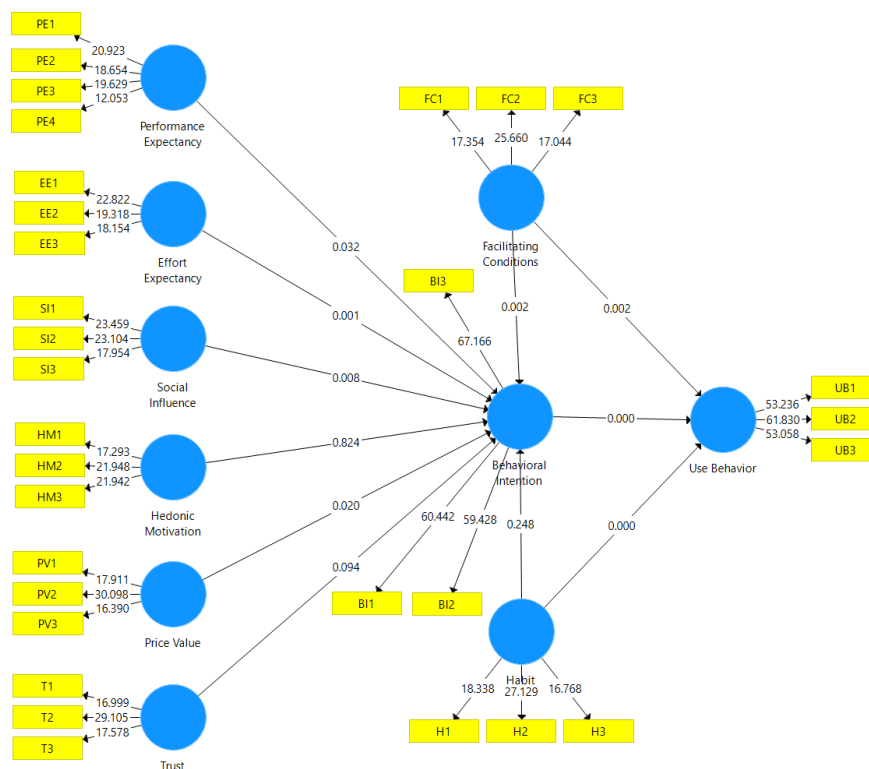 PE1
20.923
PE2
18.654
PE3
19.629
12.053
PE4
Performance
Expectancy
FC1
FC2
FC3
17.354
25.660
17.044
Facilitating
Conditions
EE1
22.822
EE2
19.318
EE3
18.154
Effort
Expectancy
0.032
BI3
0.002
0.002
67.166
0.001
SI1
23.459
SI2
23.104
SI3
17.954
Social
Influence
0.008
UB1
53.236
UB2
61.830
UB3
53.058
0.000
Use Behavior
HM1
17.293
HM2
21.948
HM3
21.942
Hedonic
Motivation
0.824
Behavioral
Intention
0.020
60.442
59.428
0.248
0.000
PV1
17.911
PV2
30.098
PV3
16.390
Price Value
0.094
BI1
BI2
T1
16.999
T2
29.105
T3
17.578
Trust
Habit
18.338
27.129
16.768
H1
H2
H3